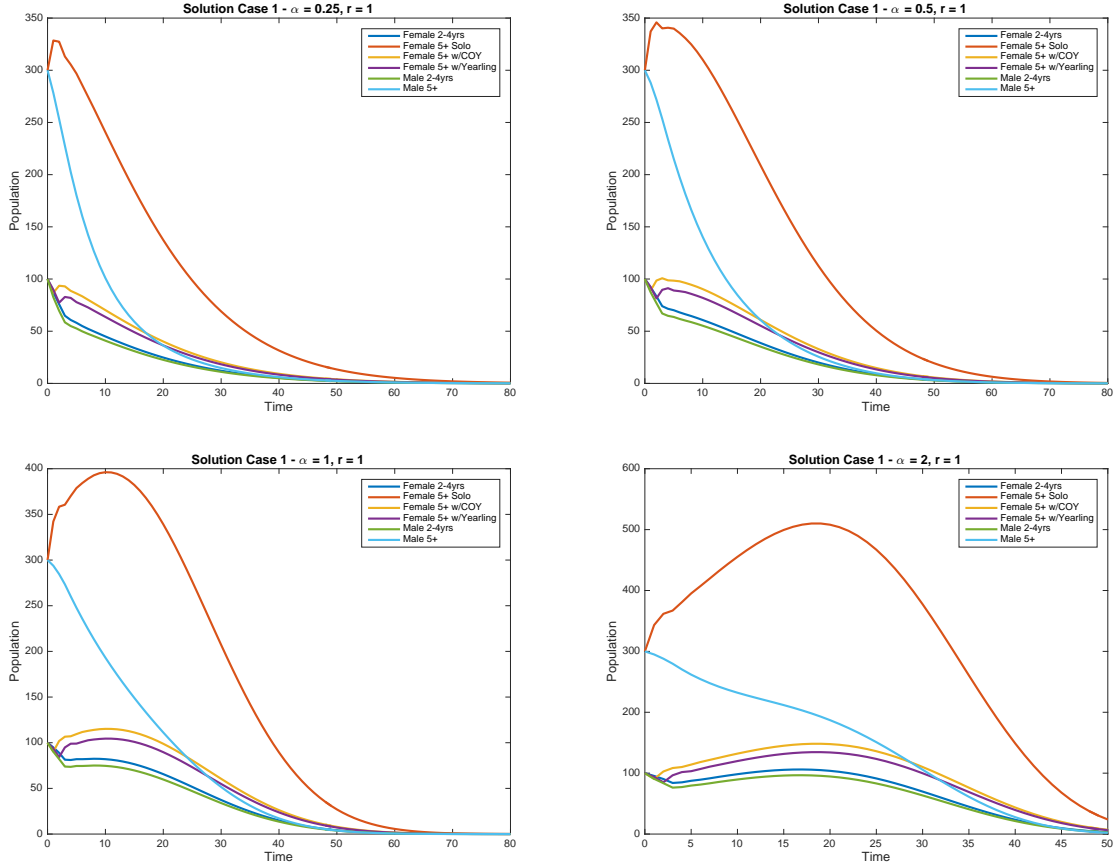 Solution Case 1 - α = 0.25, r = 1
350
300
250
200
150
100
50
0
Population
Female 2-4yrs
Female 5+ Solo
Female 5+ w/COY
Female 5+ w/Yearling
Male 2-4yrs
Male 5+
0 10 20 30 40 50 60 70 80
Time
Solution Case 1 - α = 0.5, r = 1
350
300
250
200
150
100
50
0
Population
Female 2-4yrs
Female 5+ Solo
Female 5+ w/COY
Female 5+ w/Yearling
Male 2-4yrs
Male 5+
0 10 20 30 40 50 60 70 80
Time
Solution Case 1 - α = 1, r = 1
400
350
300
250
200
150
100
50
0
Population
Female 2-4yrs
Female 5+ Solo
Female 5+ w/COY
Female 5+ w/Yearling
Male 2-4yrs
Male 5+
0 10 20 30 40 50 60 70 80
Time
Solution Case 1 - α = 2, r = 1
600
500
400
300
200
100
0
Population
Female 2-4yrs
Female 5+ Solo
Female 5+ w/COY
Female 5+ w/Yearling
Male 2-4yrs
Male 5+
0 5 10 15 20 25 30 35 40 45 50
Time